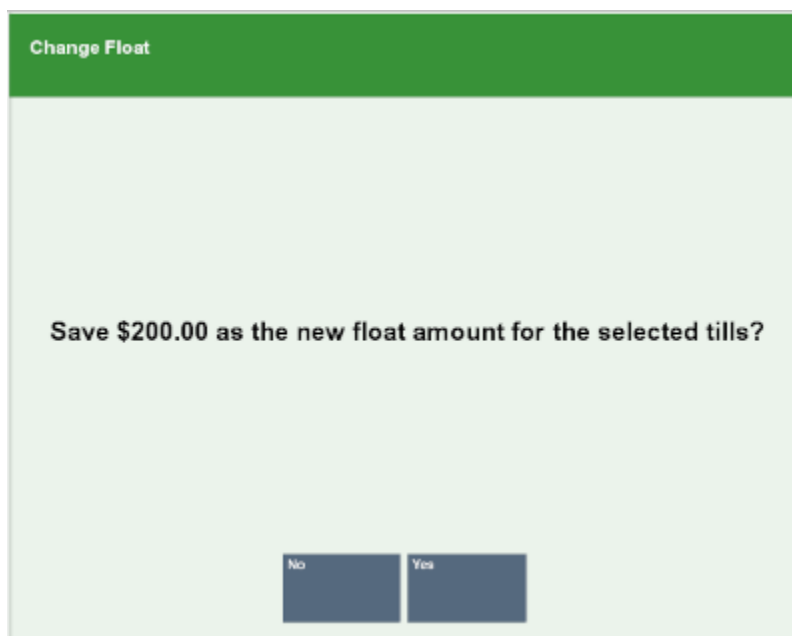 Change Float
Save $200.00 as the new float amount for the selected tills?
No
Yes